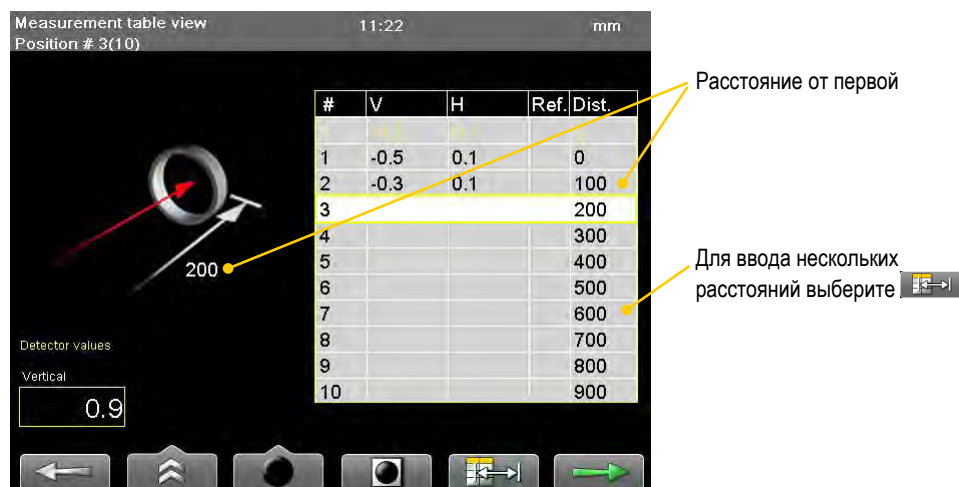 Measurement table view 11:22 mm
Position # 3(10)
Расстояние от первой
# V H Ref. Dist.
1 -0.5 0.1 0
2 -0.3 0.1 100
3 200
4 300
5 400
6 500
7 600
8 700
9 800
10 900
200
Для ввода нескольких
расстояний выберите
Detector values
Vertical
0.9